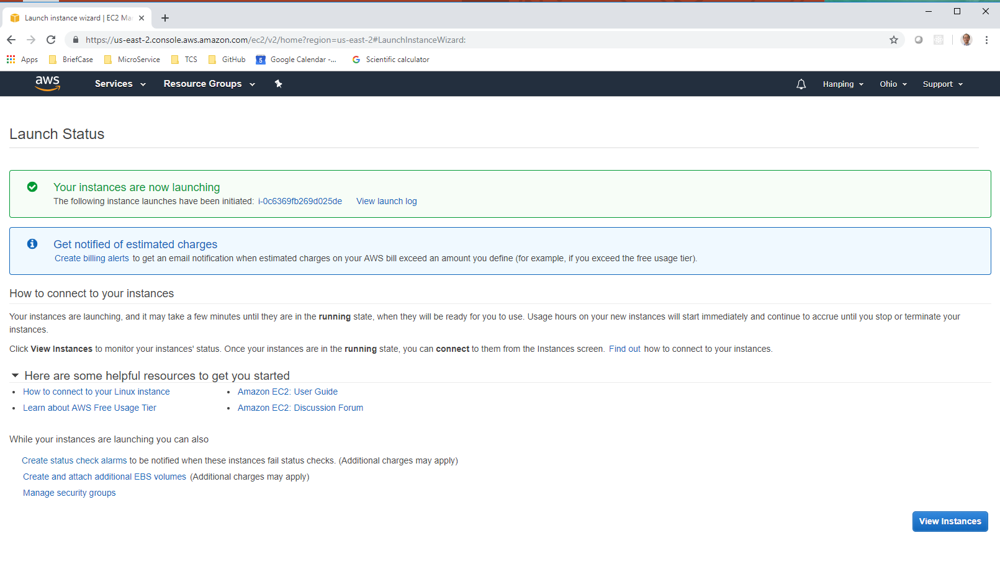 Launch instance wizard | EC2 Ma
https://us-east-2.console.aws.amazon.com/ec2/v2/home?region=us-east-2#LaunchInstanceWizard:
Apps BriefCase MicroService TCS GitHub 5 Google Calendar -... G Scientific calculator
aws Services Resource Groups Hanping Ohio Support
Launch Status
Your instances are now launching
The following instance launches have been initiated: i-0c6369fb269d025de View launch log
Get notified of estimated charges
Create billing alerts to get an email notification when estimated charges on your AWS bill exceed an amount you define (for example, if you exceed the free usage tier).
How to connect to your instances
Your instances are launching, and it may take a few minutes until they are in the running state, when they will be ready for you to use. Usage hours on your new instances will start immediately and continue to accrue until you stop or terminate your
instances.
Click View Instances to monitor your instances' status. Once your instances are in the running state, you can connect to them from the Instances screen. Find out how to connect to your instances.
Here are some helpful resources to get you started
• How to connect to your Linux instance • Amazon EC2: User Guide
• Learn about AWS Free Usage Tier • Amazon EC2: Discussion Forum
While your instances are launching you can also
Create status check alarms to be notified when these instances fail status checks. (Additional charges may apply)
Create and attach additional EBS volumes (Additional charges may apply)
Manage security groups
View Instances